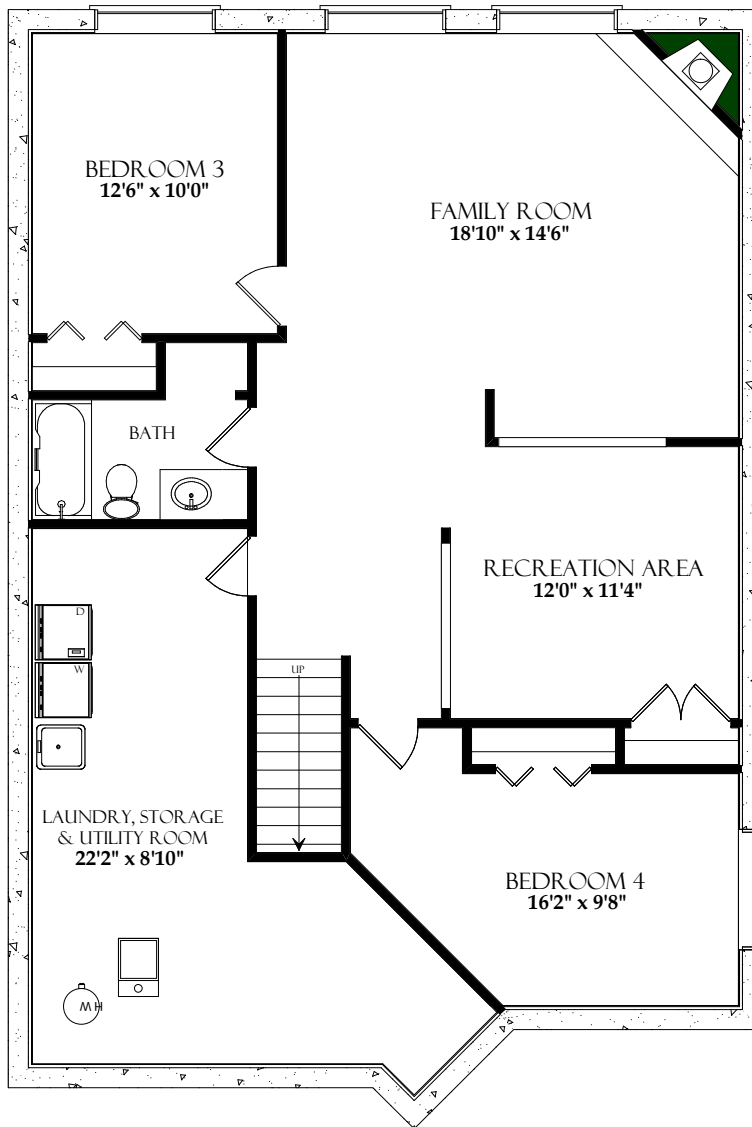 BEDROOM 3
12'6" x 10'0"
FAMILY ROOM
18'10" x 14'6"
BATH
RECREATION AREA
12'0" x 11'4"
D
W
UP
LAUNDRY, STORAGE
& UTILITY ROOM
22'2" x 8'10"
BEDROOM 4
16'2" x 9'8"
HW